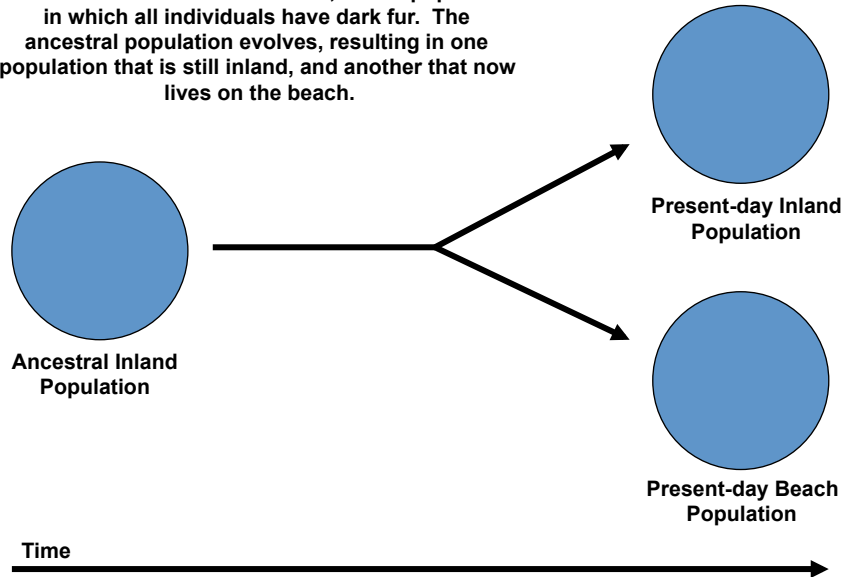 in which all individuals have dark fur.  The
ancestral population evolves, resulting in one
population that is still inland, and another that now
lives on the beach.
Present-day Inland
Population
Ancestral Inland
Population
Present-day Beach
Population
Time